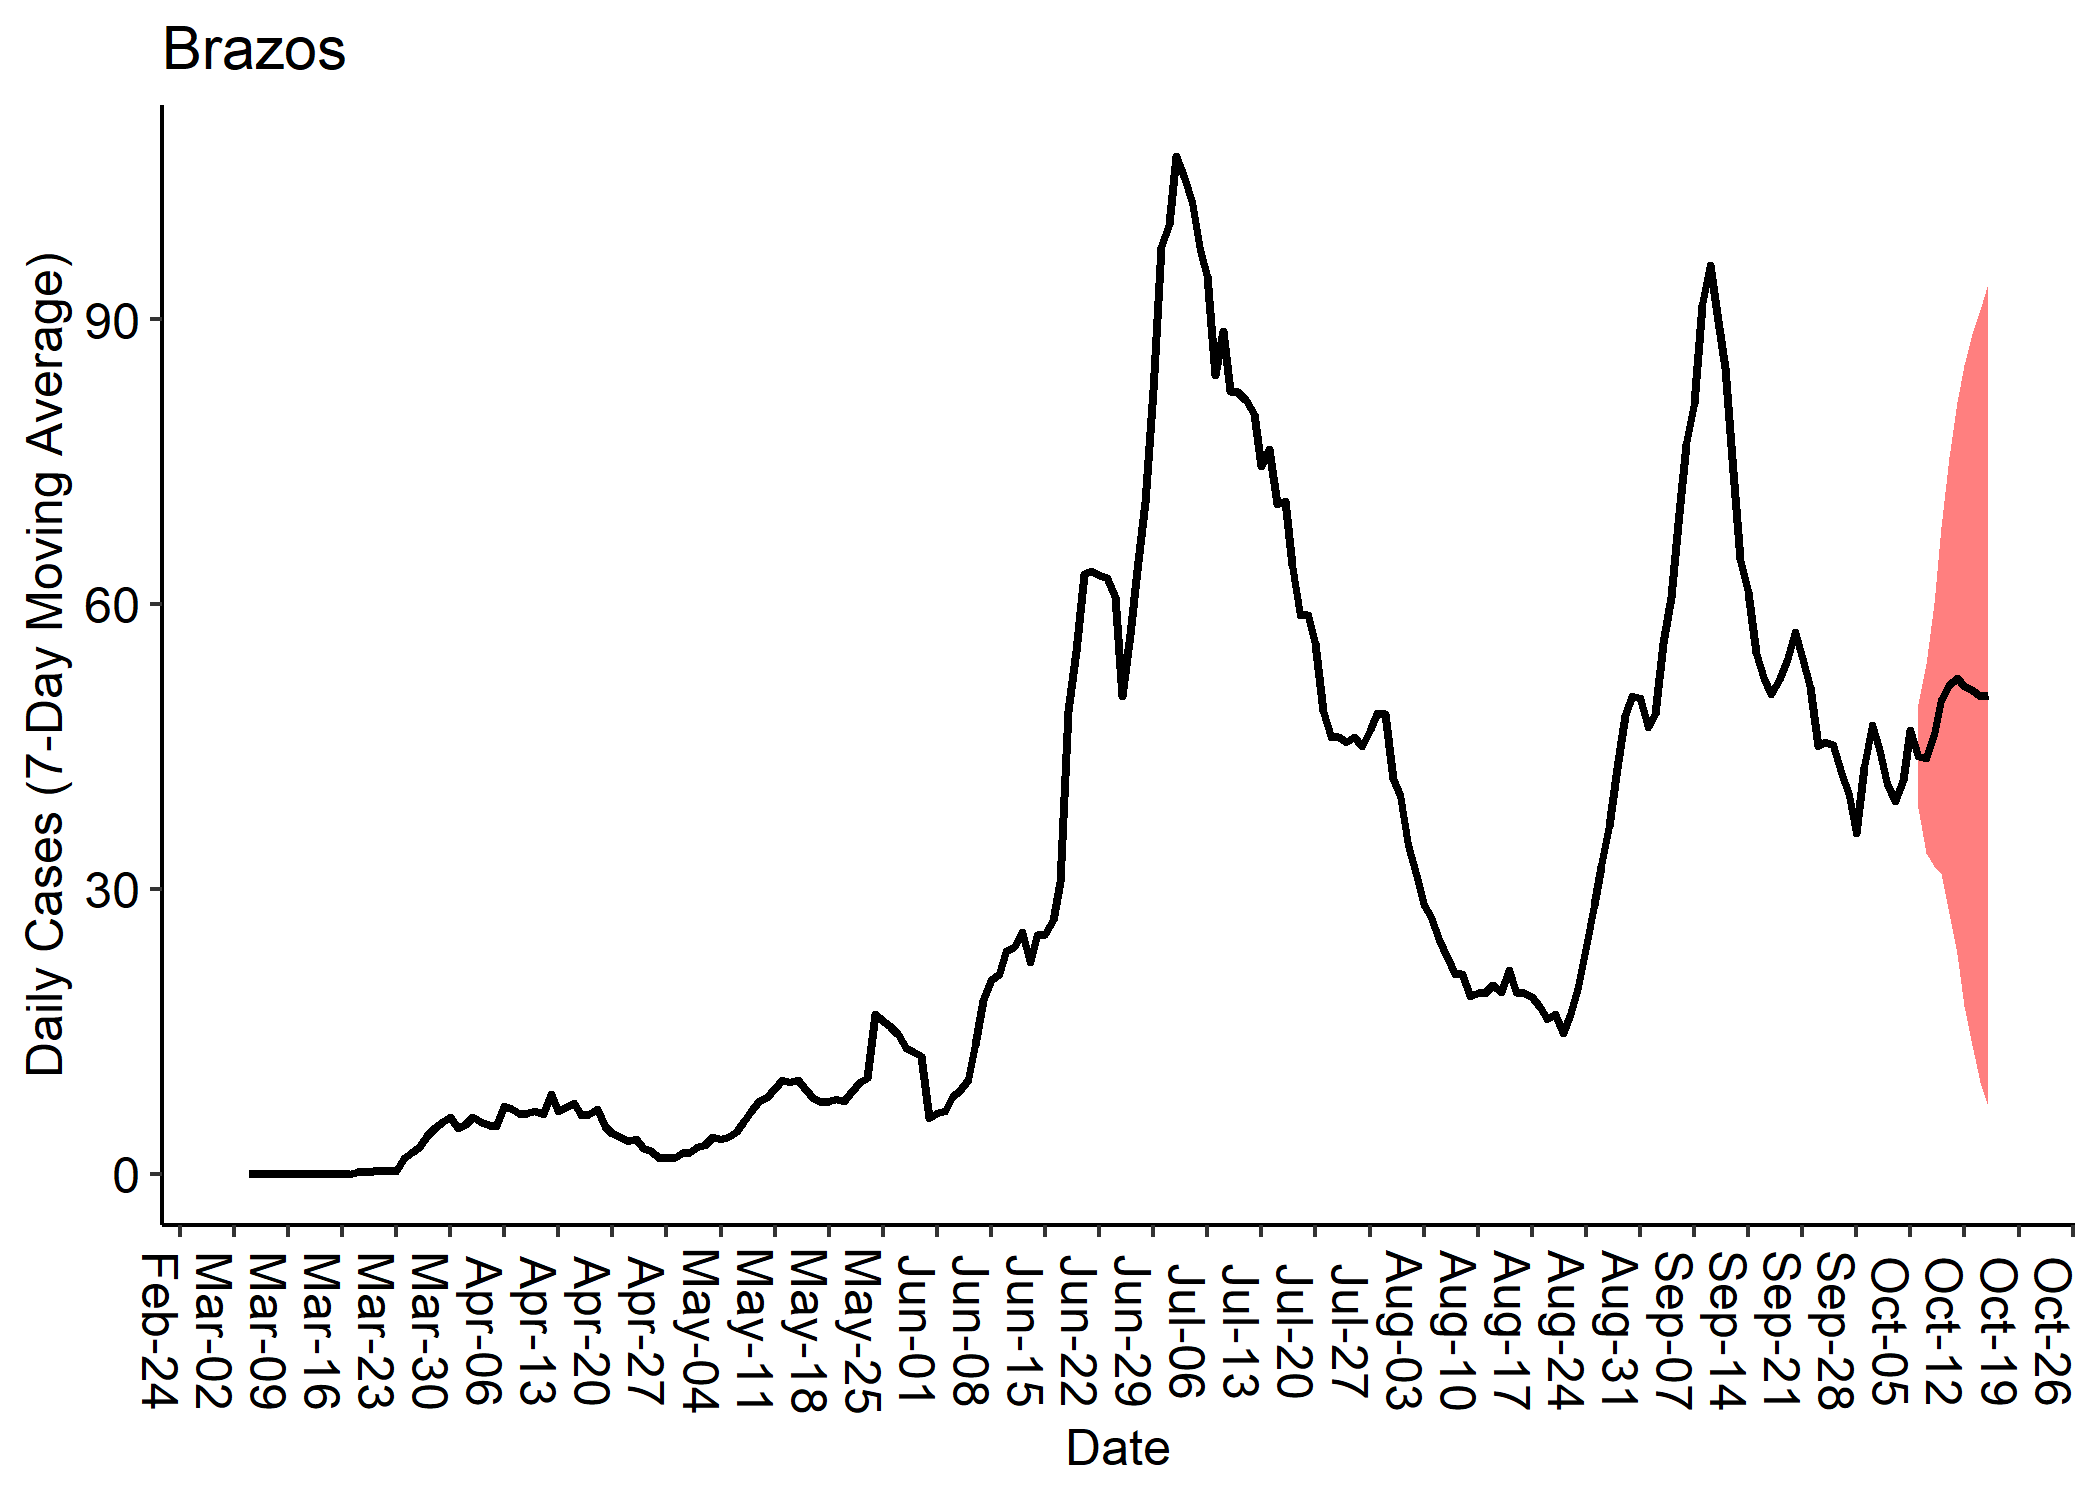 Brazos
Daily Cases (7-Day Moving Average)
90
60
30
0
Feb-24
Mar-02
Mar-09
Mar-16
Mar-23
Mar-30
Apr-06
Apr-13
Apr-20
Apr-27
May-04
May-11
May-18
May-25
Jun-01
Jun-08
Jun-15
Jun-22
Jun-29
Jul-06
Jul-13
Jul-20
Jul-27
Aug-03
Aug-10
Aug-17
Aug-24
Aug-31
Sep-07
Sep-14
Sep-21
Sep-28
Oct-05
Oct-12
Oct-19
Oct-26
Date